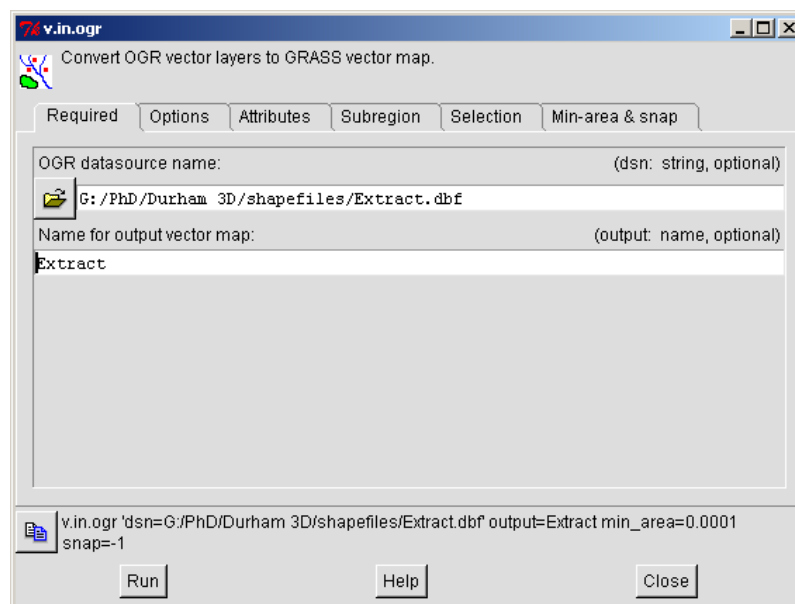 v.in.ogr
Convert OGR vector layers to GRASS vector map.
Required Options Attributes Subregion Selection Min-area & snap
OGR datasource name: (dsn: string, optional)
G:/PhD/Durham 3D/shapefiles/Extract.dbf
Name for output vector map: (output: name, optional)
Extract
v.in.ogr 'dsn=G:/PhD/Durham 3D/shapefiles/Extract.dbf' output=Extract min_area=0.0001
snap=-1
Run Help Close